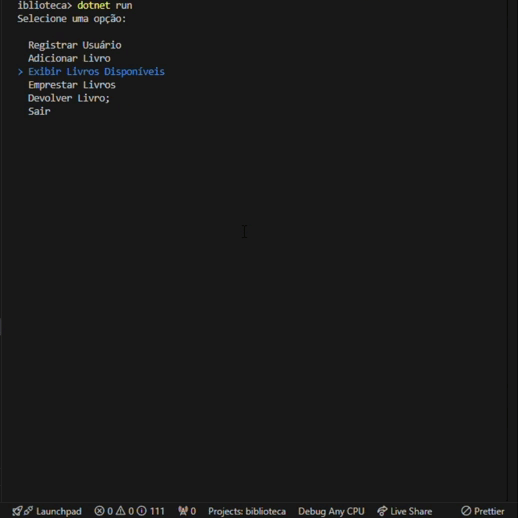 iblioteca> dotnet run
Selecione uma opção:
Registrar Usuário
Adicionar Livro
> Exibir Livros Disponíveis
Emprestar Livros
Devolver Livro;
Sair
Launchpad 0 0 111 0 Projects: biblioteca Debug Any CPU Live Share Prettier